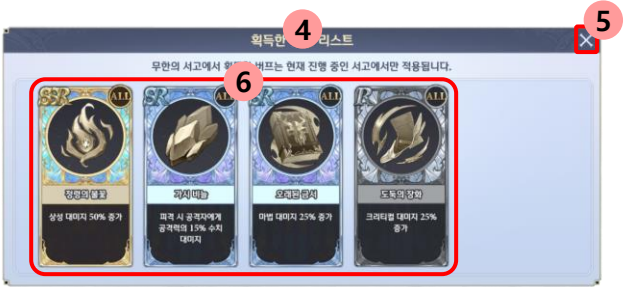 획득한 4 리스트
5
무한의 서고에서 획 버프는 현재 진행 중인 서고에서만 적용됩니다.
6
SSR ALL
SR ALL
SR ALL
R ALL
정령의 불꽃
가시 비늘
오래된 금서
도둑의 장화
상성 대미지 50% 증가
피격 시 공격자에게
공격력의 15% 수치
대미지
마법 대미지 25% 증가
크리티컬 대미지 25%
증가